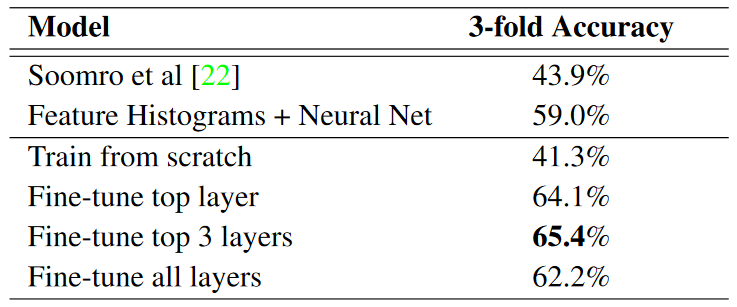 Model 3-fold Accuracy
Soomro et al [22] 43.9%
Feature Histograms + Neural Net 59.0%
Train from scratch 41.3%
Fine-tune top layer 64.1%
Fine-tune top 3 layers 65.4%
Fine-tune all layers 62.2%